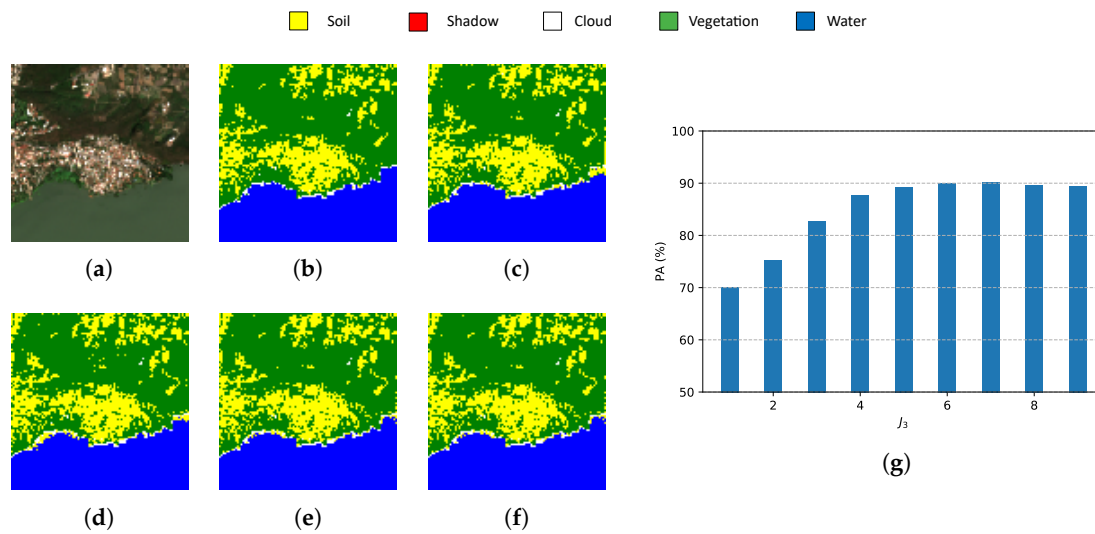 Soil Shadow Cloud Vegetation Water
(a) (b) (c)
(d) (e) (f)
100
90
80
70
60
50
PA (%)
2 4 6 8
J₃
(g)